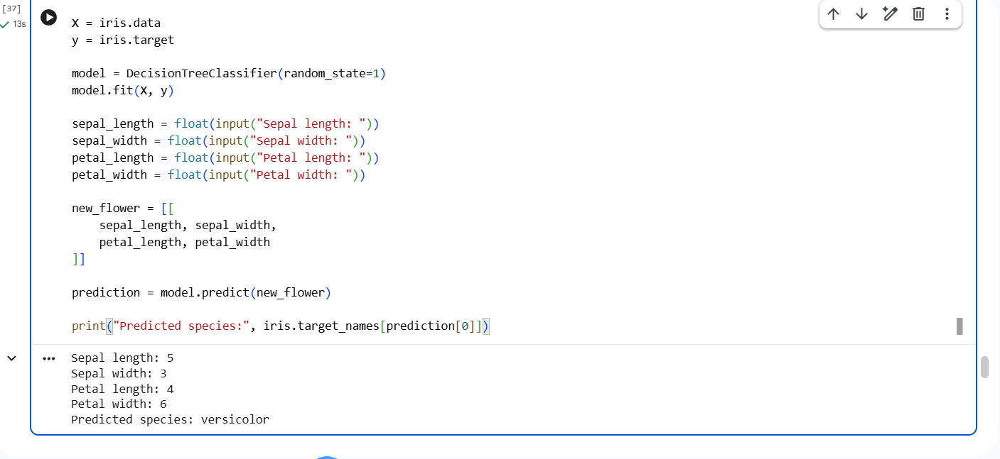 [37]
13s
X = iris.data
y = iris.target
model = DecisionTreeClassifier(random_state=1)
model.fit(X, y)
sepal_length = float(input("Sepal length: "))
sepal_width = float(input("Sepal width: "))
petal_length = float(input("Petal length: "))
petal_width = float(input("Petal width: "))
new_flower = [[
    sepal_length, sepal_width,
    petal_length, petal_width
]]
prediction = model.predict(new_flower)
print("Predicted species:", iris.target_names[prediction[0]])
Sepal length: 5
Sepal width: 3
Petal length: 4
Petal width: 6
Predicted species: versicolor